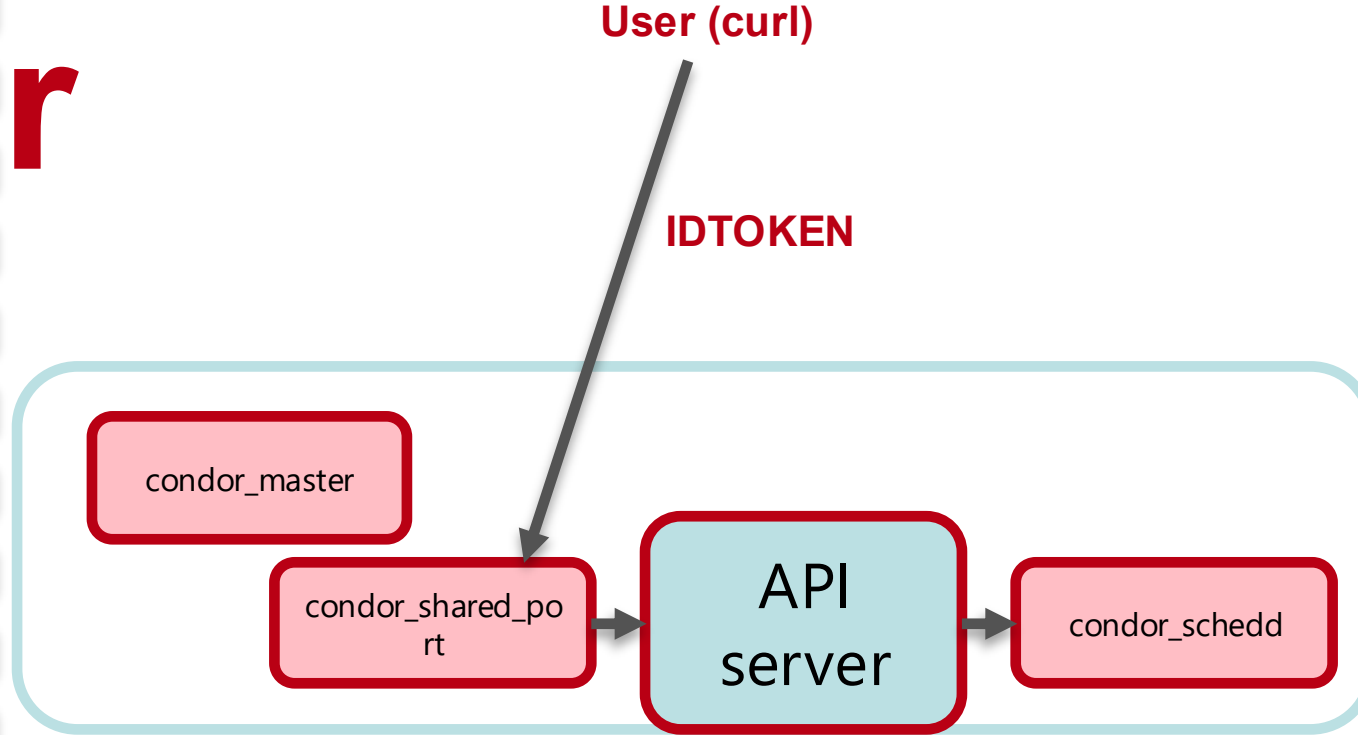 User (curl)
r
IDTOKEN
condor_master
condor_shared_po
rt
API
server
condor_schedd